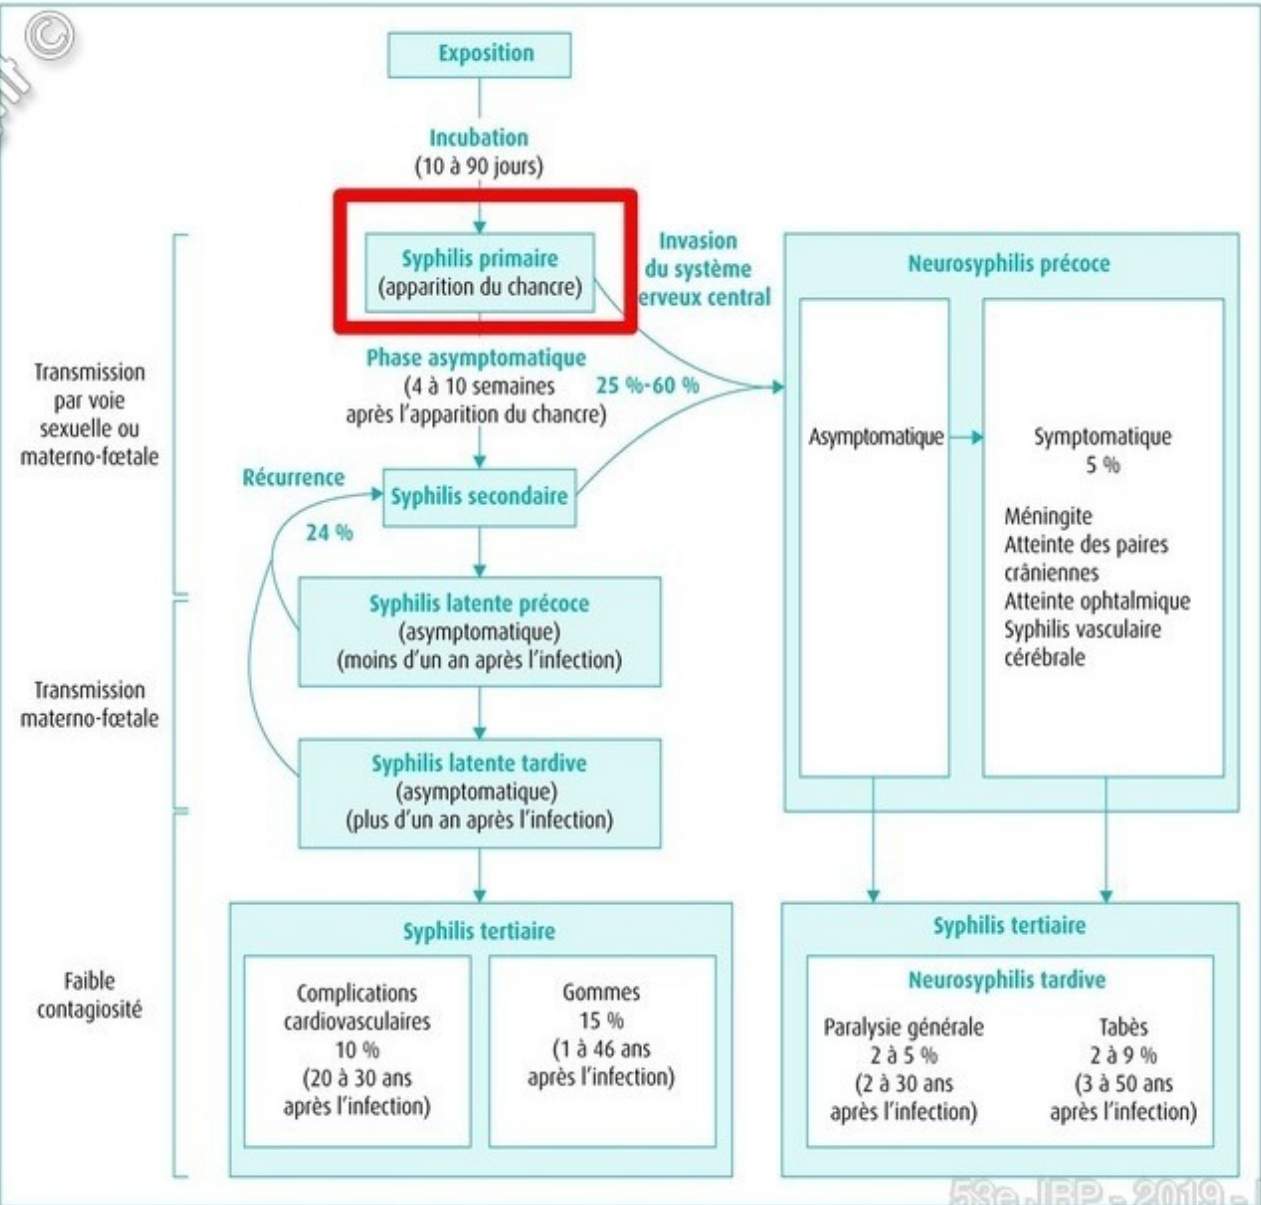 ©
Exposition
Incubation
(10 à 90 jours)
Syphilis primaire
(apparition du chancre)
Invasion
du système
erveux central
Phase asymptomatique
(4 à 10 semaines
après l'apparition du chancre)
25 %-60 %
Récurrence
24 %
Syphilis secondaire
Syphilis latente précoce
(asymptomatique)
(moins d'un an après l'infection)
Syphilis latente tardive
(asymptomatique)
(plus d'un an après l'infection)
Transmission
par voie
sexuelle ou
materno-fœtale
Transmission
materno-fœtale
Faible
contagiosité
Neurosyphilis précoce
Asymptomatique
Symptomatique
5 %
Méningite
Atteinte des paires
crâniennes
Atteinte ophtalmique
Syphilis vasculaire
cérébrale
Syphilis tertiaire
Complications
cardiovasculaires
10 %
(20 à 30 ans
après l'infection)
Gommes
15 %
(1 à 46 ans
après l'infection)
Syphilis tertiaire
Neurosyphilis tardive
Paralysie générale
2 à 5 %
(2 à 30 ans
après l'infection)
Tabès
2 à 9 %
(3 à 50 ans
après l'infection)
53e JBP - 2019 -